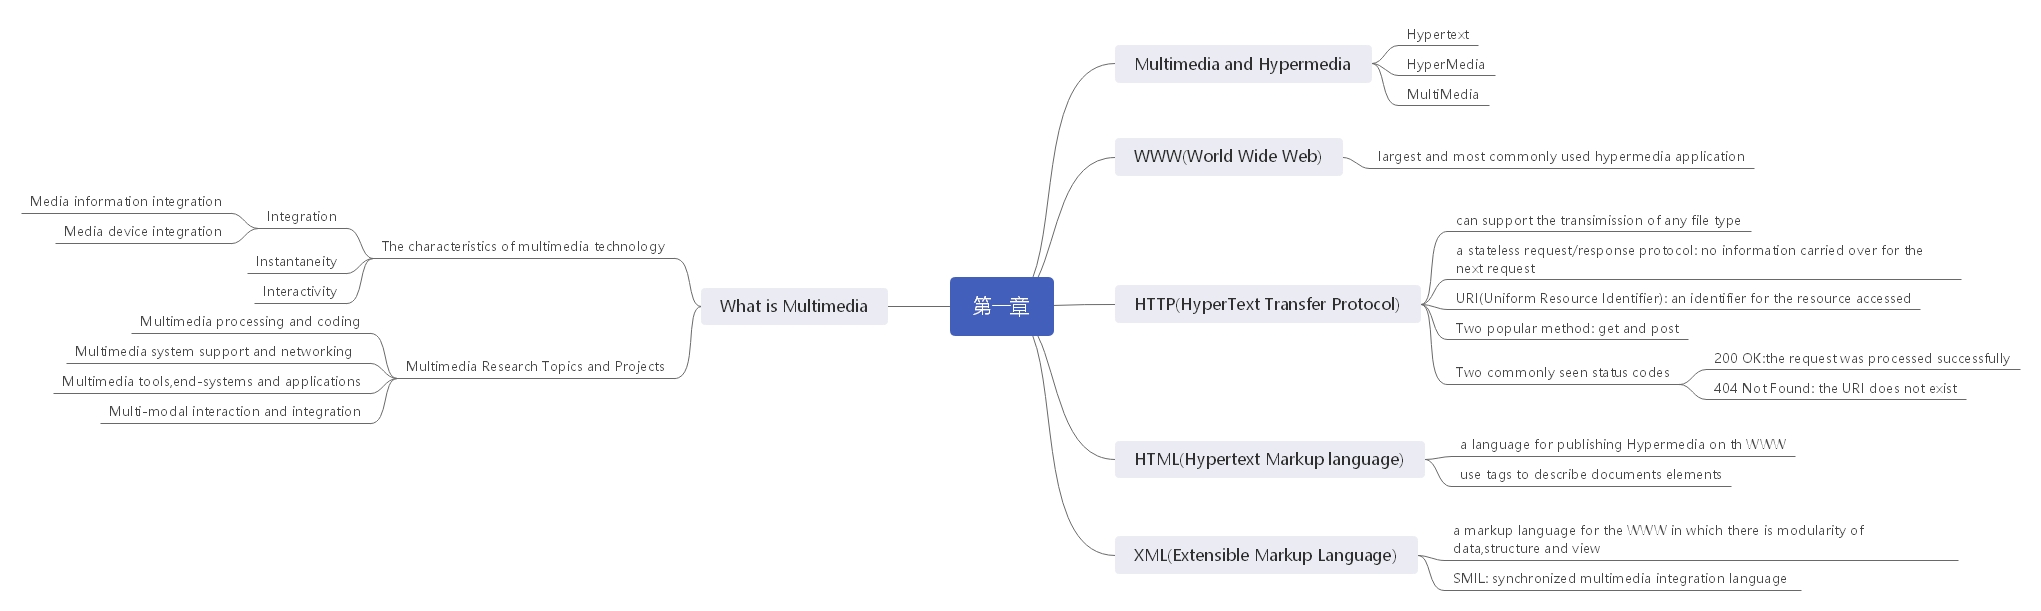 第一章
Multimedia and Hypermedia
Hypertext
HyperMedia
MultiMedia
WWW(World Wide Web)
largest and most commonly used hypermedia application
HTTP(HyperText Transfer Protocol)
can support the transimission of any file type
a stateless request/response protocol: no information carried over for the
next request
URI(Uniform Resource Identifier): an identifier for the resource accessed
Two popular method: get and post
Two commonly seen status codes
200 OK:the request was processed successfully
404 Not Found: the URI does not exist
HTML(Hypertext Markup language)
a language for publishing Hypermedia on th WWW
use tags to describe documents elements
XML(Extensible Markup Language)
a markup language for the WWW in which there is modularity of
data,structure and view
SMIL: synchronized multimedia integration language
What is Multimedia
The characteristics of multimedia technology
Integration
Media information integration
Media device integration
Instantaneity
Interactivity
Multimedia Research Topics and Projects
Multimedia processing and coding
Multimedia system support and networking
Multimedia tools,end-systems and applications
Multi-modal interaction and integration